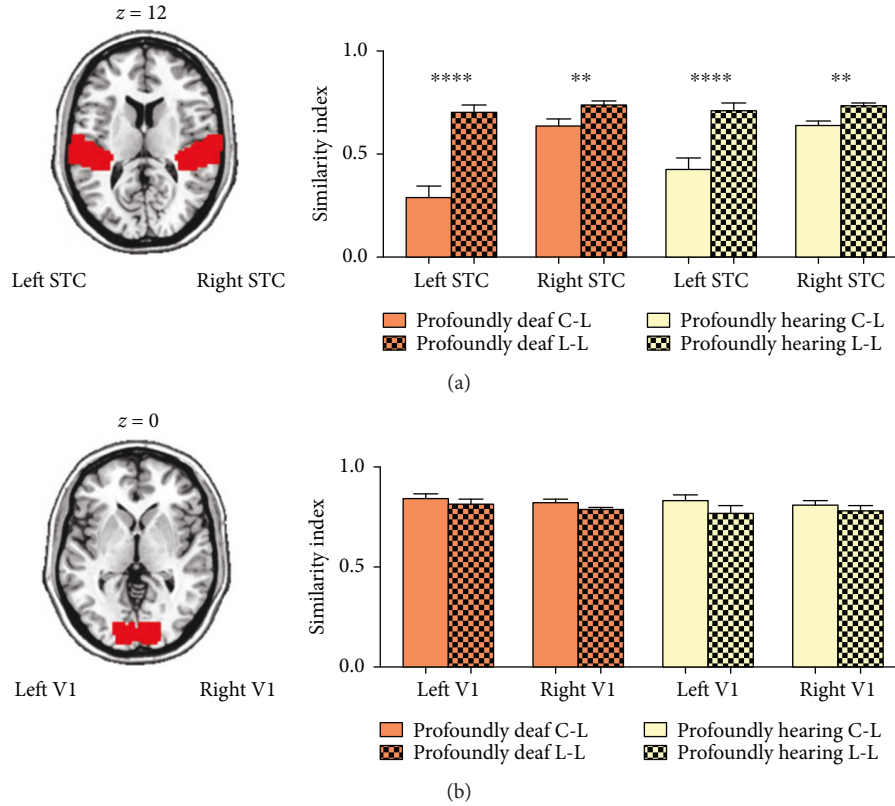 z = 12
Left STC
Right STC
Similarity index
1.0
0.5
0.0
****
**
****
**
Left STC
Right STC
Left STC
Right STC
Profoundly deaf C-L
Profoundly deaf L-L
Profoundly hearing C-L
Profoundly hearing L-L
(a)
z = 0
Left V1
Right V1
Similarity index
1.0
0.5
0.0
Left V1
Right V1
Left V1
Right V1
Profoundly deaf C-L
Profoundly deaf L-L
Profoundly hearing C-L
Profoundly hearing L-L
(b)